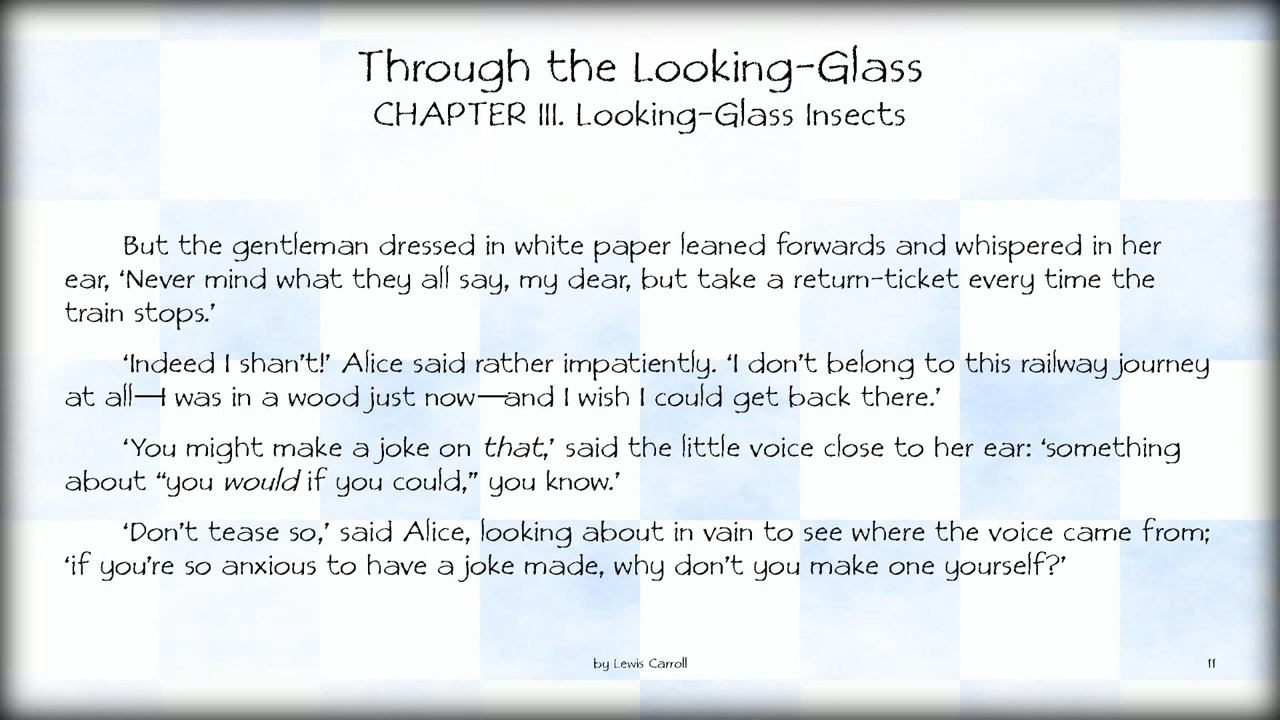 Through the Looking-Glass
CHAPTER III. Looking-Glass Insects
But the gentleman dressed in white paper leaned forwards and whispered in her
ear, ‘Never mind what they all say, my dear, but take a return-ticket every time the
train stops.’
‘Indeed I shan’t!’ Alice said rather impatiently. ‘I don’t belong to this railway journey
at all—I was in a wood just now—and I wish I could get back there.’
‘You might make a joke on that,’ said the little voice close to her ear: ‘something
about “you would if you could,” you know.’
‘Don’t tease so,’ said Alice, looking about in vain to see where the voice came from;
‘if you’re so anxious to have a joke made, why don’t you make one yourself?’
by Lewis Carroll
11